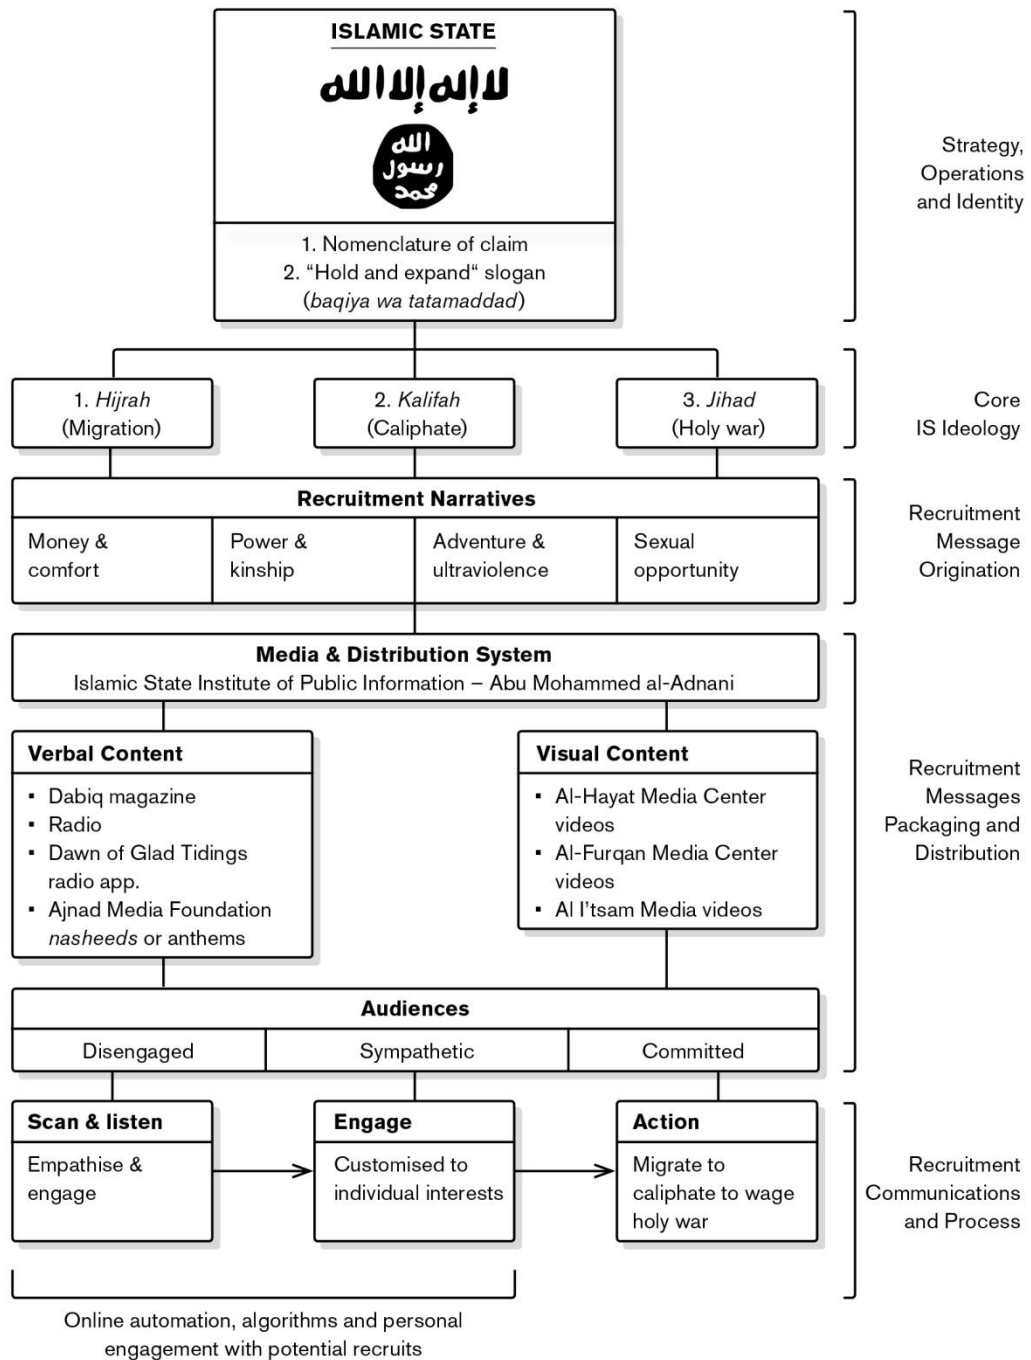 ISLAMIC STATE
لا إله إلا الله
الله
رسول
محمد
1. Nomenclature of claim
2. “Hold and expand“ slogan
(baqiya wa tatamaddad)
Strategy,
Operations
and Identity
1. Hijrah
(Migration)
2. Kalifah
(Caliphate)
3. Jihad
(Holy war)
Core
IS Ideology
Recruitment Narratives
Money &
comfort
Power &
kinship
Adventure &
ultraviolence
Sexual
opportunity
Recruitment
Message
Origination
Media & Distribution System
Islamic State Institute of Public Information – Abu Mohammed al-Adnani
Verbal Content
▪ Dabiq magazine
▪ Radio
▪ Dawn of Glad Tidings
radio app.
▪ Ajnad Media Foundation
nasheeds or anthems
Visual Content
▪ Al-Hayat Media Center
videos
▪ Al-Furqan Media Center
videos
▪ Al I’tsam Media videos
Recruitment
Messages
Packaging and
Distribution
Audiences
Disengaged
Sympathetic
Committed
Scan & listen
Empathise &
engage
Engage
Customised to
individual interests
Action
Migrate to
caliphate to wage
holy war
Recruitment
Communications
and Process
Online automation, algorithms and personal
engagement with potential recruits